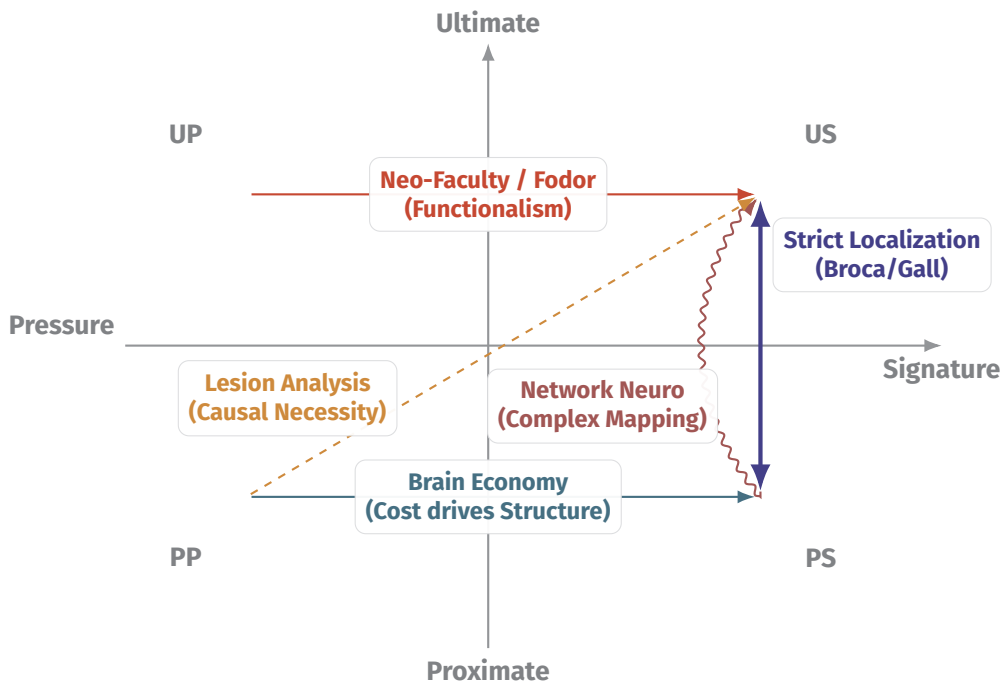 Ultimate
UP
US
Neo-Faculty / Fodor
(Functionalism)
Strict Localization
(Broca/Gall)
Pressure
Signature
Lesion Analysis
(Causal Necessity)
Network Neuro
(Complex Mapping)
Brain Economy
(Cost drives Structure)
PP
PS
Proximate